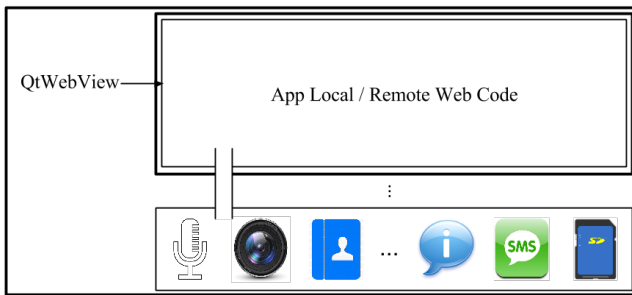 App Local / Remote Web Code
QtWebView
⋮
...
i
SMS
SD